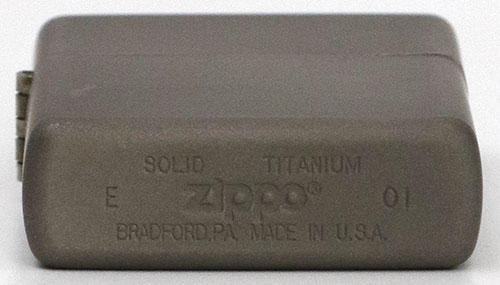 SOLID TITANIUM
E Zippo® 01
BRADFORD, PA. MADE IN U.S.A.